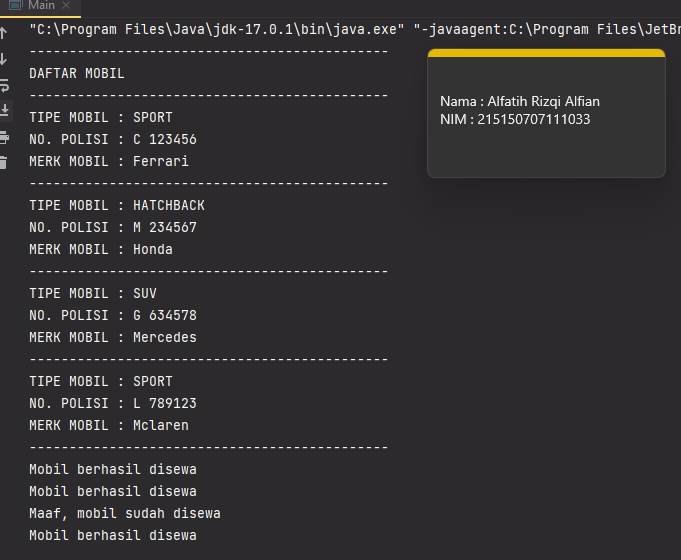 Main
"C:\Program Files\Java\jdk-17.0.1\bin\java.exe" "-javaagent:C:\Program Files\JetBr
---------------------------------------------
DAFTAR MOBIL
---------------------------------------------
Nama : Alfatih Rizqi Alfian
NIM : 215150707111033
TIPE MOBIL : SPORT
NO. POLISI : C 123456
MERK MOBIL : Ferrari
---------------------------------------------
TIPE MOBIL : HATCHBACK
NO. POLISI : M 234567
MERK MOBIL : Honda
---------------------------------------------
TIPE MOBIL : SUV
NO. POLISI : G 634578
MERK MOBIL : Mercedes
---------------------------------------------
TIPE MOBIL : SPORT
NO. POLISI : L 789123
MERK MOBIL : Mclaren
---------------------------------------------
Mobil berhasil disewa
Mobil berhasil disewa
Maaf, mobil sudah disewa
Mobil berhasil disewa